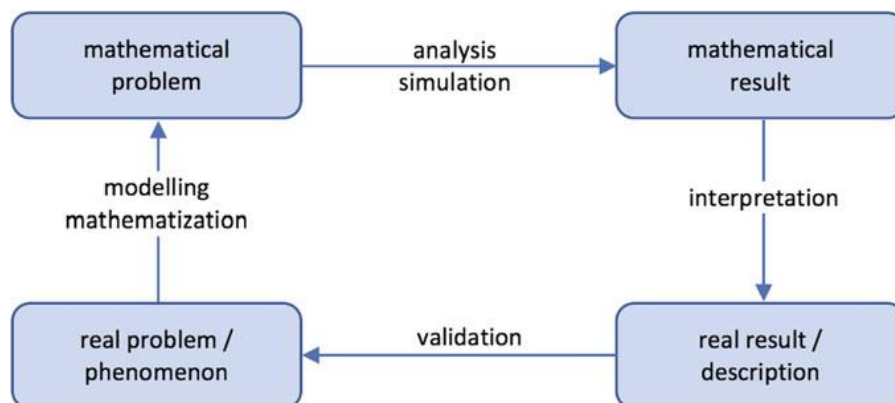 mathematical
problem
analysis
simulation
mathematical
result
modelling
mathematization
interpretation
real problem /
phenomenon
validation
real result /
description